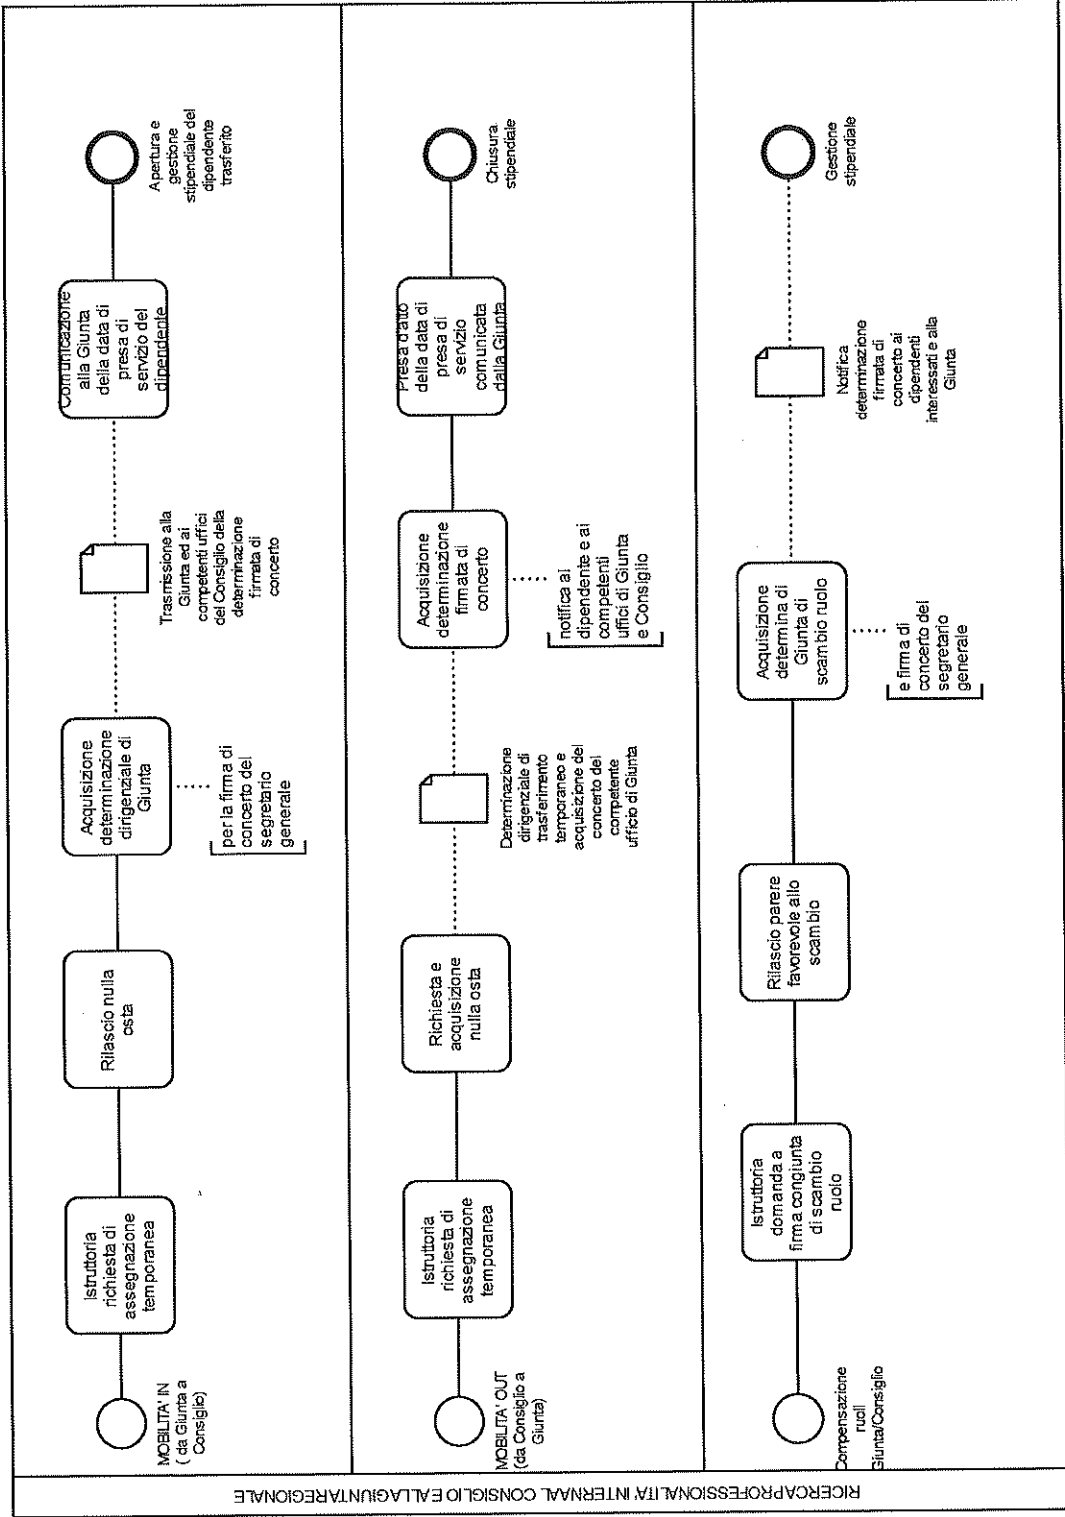 RICERCAPROFESSIONALITA' INTERNAAL CONSIGLIO E ALLAGIUNTAREGIONALE
MOBILITA' IN
( da Giunta a
Consiglio)
Istruttoria
richiesta di
assegnazione
temporanea
Rilascio nulla
osta
Acquisizione
determinazione
dirigenziale di
Giunta
per la firma di
concerto del
segretario
generale
Trasmissione alla
Giunta ed ai
competenti uffici
del Consiglio della
determinazione
firmata di
concerto
Comunicazione
alla Giunta
della data di
presa di
servizio del
dipendente
Apertura e
gestione
stipendiale del
dipendente
trasferito
MOBILITA' OUT
(da Consiglio a
Giunta)
Istruttoria
richiesta di
assegnazione
temporanea
Richiesta e
acquisizione
nulla osta
Determinazione
dirigenziale di
trasferimento
temporaneo e
acquisizione del
concerto del
competente
ufficio di Giunta
Acquisizione
determinazione
firmata di
concerto
notifica al
dipendente e ai
competenti
uffici di Giunta
e Consiglio
Presa d'atto
della data di
presa di
servizio
comunicata
dalla Giunta
Chiusura
stipendiale
Compensazione
ruoli
Giunta/Consiglio
Istruttoria
domanda a
firma congiunta
di scambio
ruolo
Rilascio parere
favorevole allo
scambio
Acquisizione
determina di
Giunta di
scambio ruolo
e firma di
concerto del
segretario
generale
Notifica
determinazione
firmata di
concerto ai
dipendenti
interessati e alla
Giunta
Gestione
stipendiale